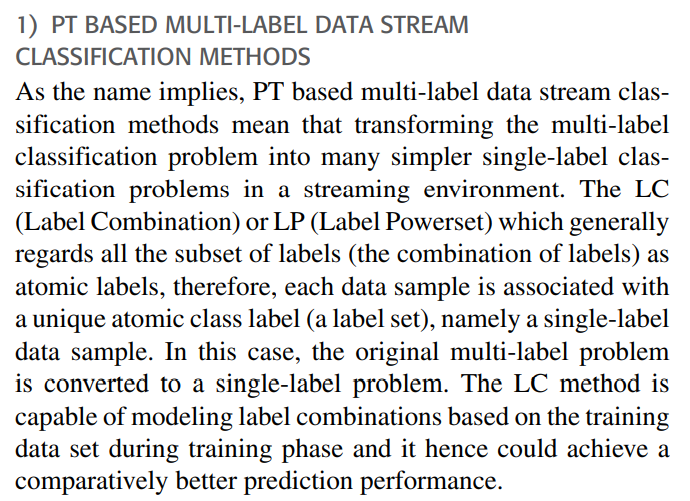 1) PT BASED MULTI-LABEL DATA STREAM
CLASSIFICATION METHODS
As the name implies, PT based multi-label data stream clas-
sification methods mean that transforming the multi-label
classification problem into many simpler single-label clas-
sification problems in a streaming environment. The LC
(Label Combination) or LP (Label Powerset) which generally
regards all the subset of labels (the combination of labels) as
atomic labels, therefore, each data sample is associated with
a unique atomic class label (a label set), namely a single-label
data sample. In this case, the original multi-label problem
is converted to a single-label problem. The LC method is
capable of modeling label combinations based on the training
data set during training phase and it hence could achieve a
comparatively better prediction performance.